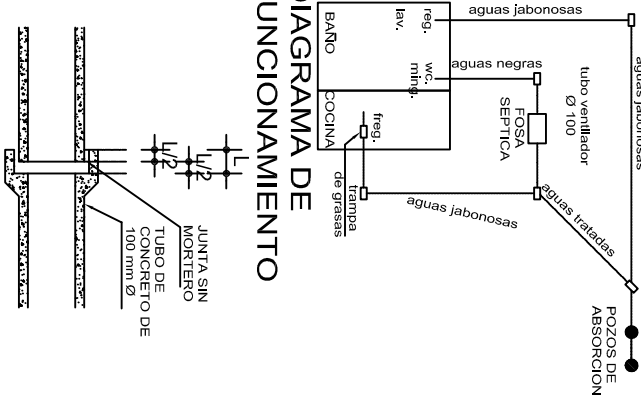 aguas jabonosas
aguas jabonosas
BAÑO
lav.
reg.
wc.
ming.
aguas negras
tubo ventillador
Ø 100
FOSA
SEPTICA
COCINA
freg.
trampa
de grasas
aguas jabonosas
aguas tratadas
POZOS DE
ABSORCION
DIAGRAMA DE
FUNCIONAMIENTO
L
L/2
L/2
JUNTA SIN
MORTERO
TUBO DE
CONCRETO DE
100 mm Ø